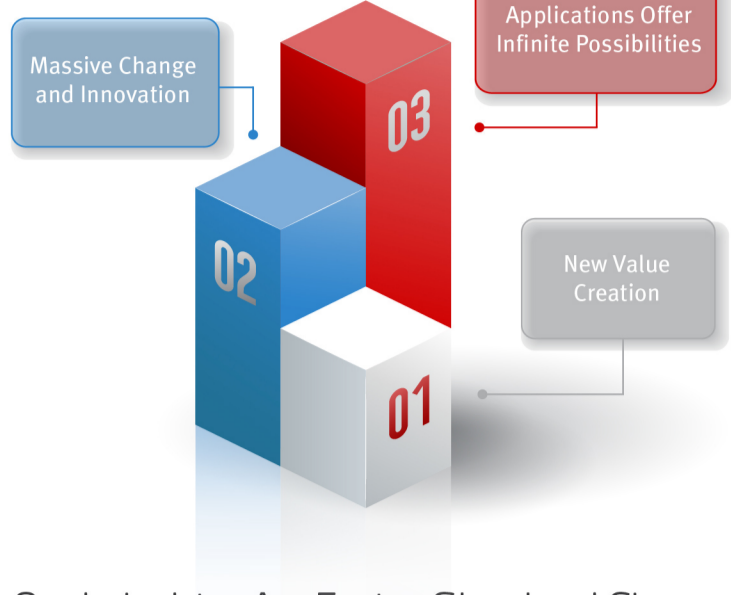 Applications Offer
Infinite Possibilities
Massive Change
and Innovation
03
02
New Value
Creation
01